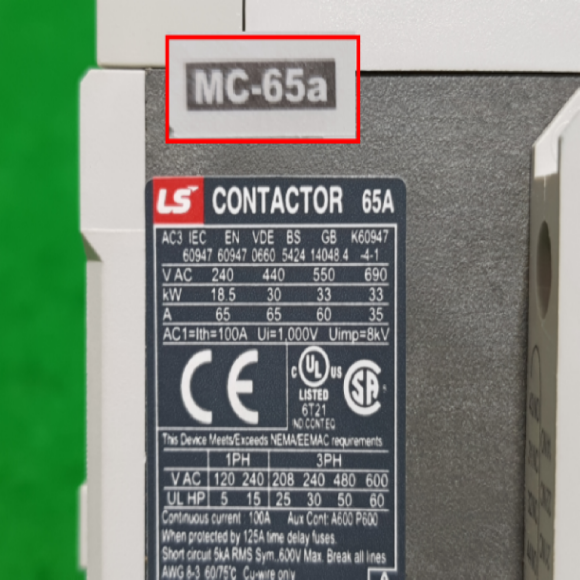 MC-65a
LS CONTACTOR 65A
AC3 IEC EN VDE BS GB K60947
60947 60947 0660 5424 14048.4 -4-1
V AC 240 440 550 690
kW 18.5 30 33 33
A 65 65 60 35
AC1=Ith=100A Ui=1,000V Uimp=8kV
CE
C UL US
LISTED
6T21
IND.CONT.EQ
SA
This Device Meets/Exceeds NEMA/EEMAC requirements
1PH 3PH
V AC 120 240 208 240 480 600
UL HP 5 15 25 30 50 60
Continuous current : 100A Aux Cont: A600 P600
When protected by 125A time delay fuses.
Short circuit 5kA RMS Sym.,600V Max. Break all lines
AWG 8-3 60/75℃ Cu-wire only